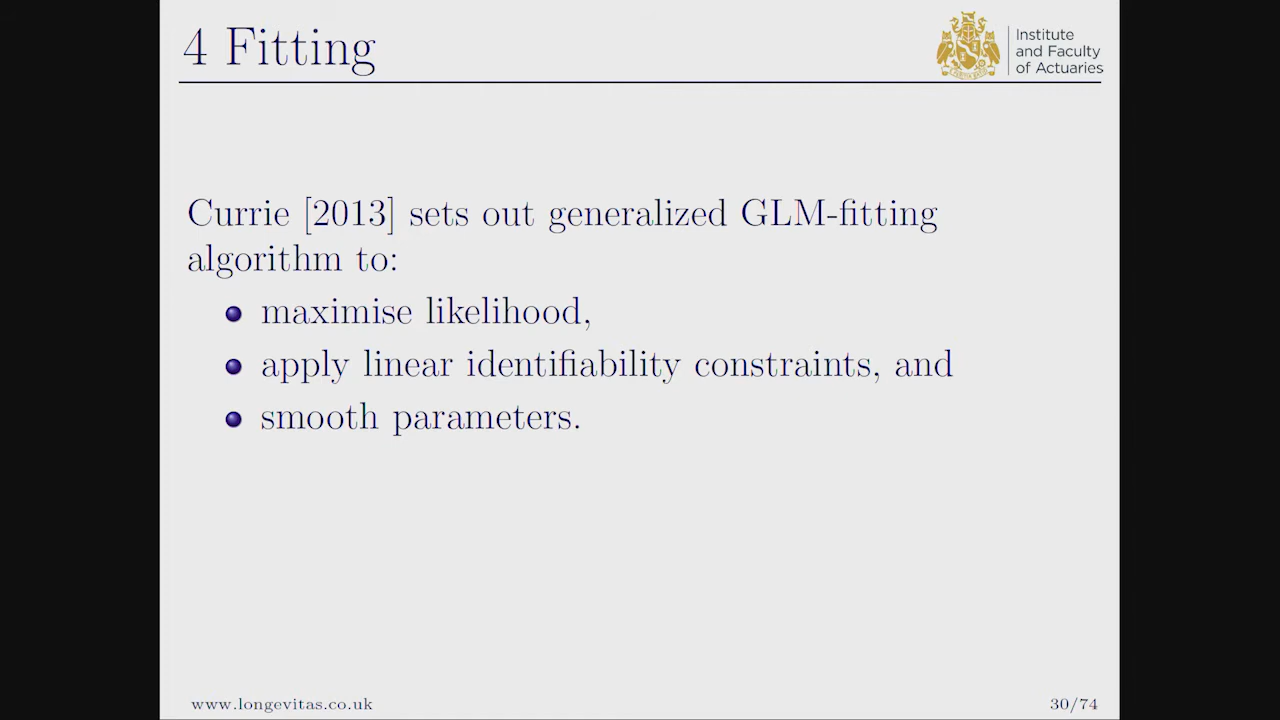 4 Fitting
Institute
and Faculty
of Actuaries
Currie [2013] sets out generalized GLM-fitting
algorithm to:
maximise likelihood,
apply linear identifiability constraints, and
smooth parameters.
www.longevitas.co.uk
30/74